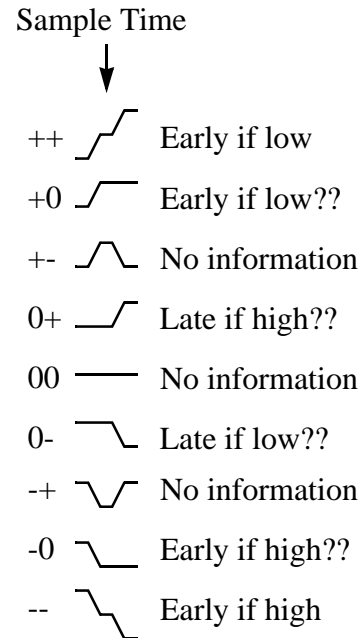 Sample Time
++ Early if low
+0 Early if low??
+- No information
0+ Late if high??
00 No information
0- Late if low??
-+ No information
-0 Early if high??
-- Early if high